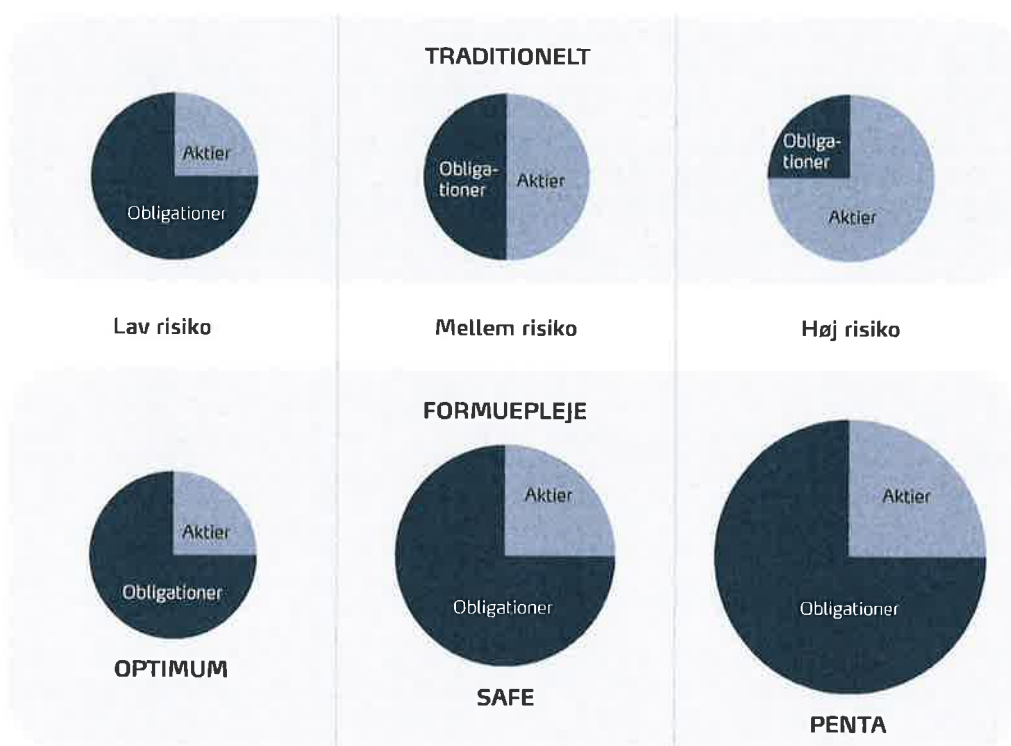 TRADITIONELT
Aktier
Obligationer
Obliga-
tioner
Aktier
Obliga-
tioner
Aktier
Lav risiko
Mellem risiko
Høj risiko
FORMUEPLEJE
Aktier
Obligationer
OPTIMUM
Aktier
Obligationer
SAFE
Aktier
Obligationer
PENTA